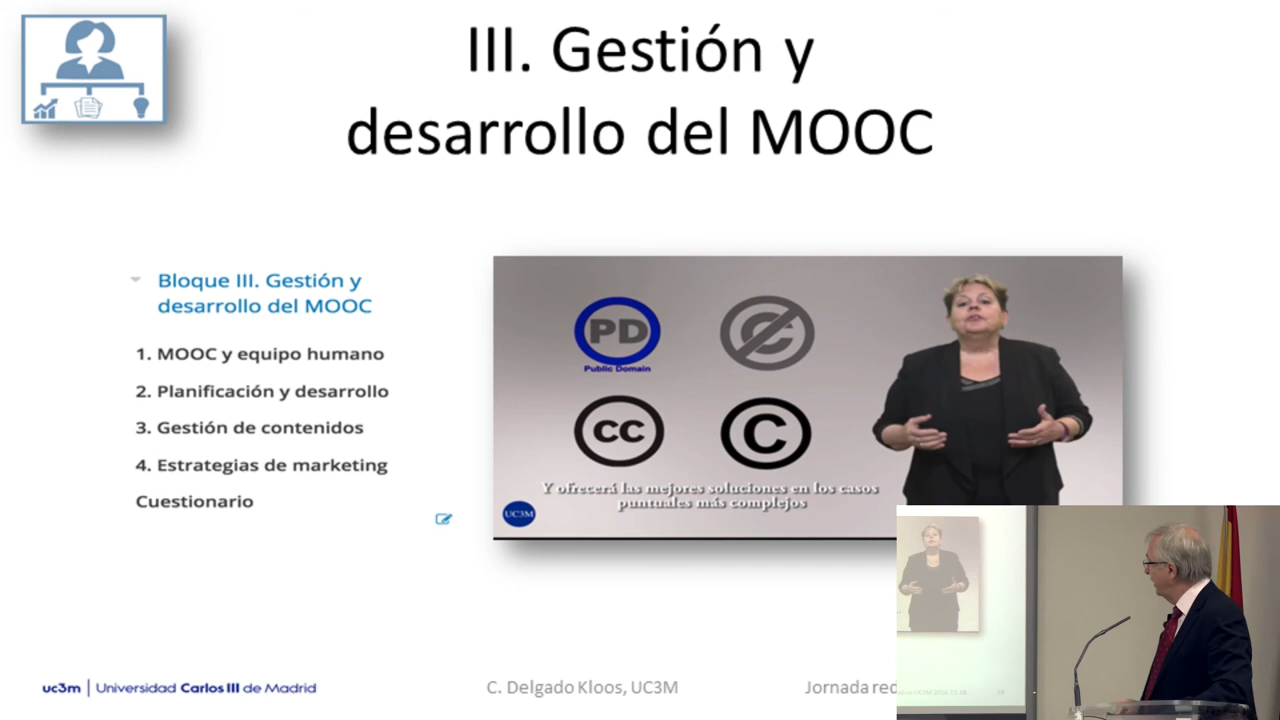 III. Gestión y
desarrollo del MOOC
Bloque III. Gestión y
desarrollo del MOOC
1. MOOC y equipo humano
2. Planificación y desarrollo
3. Gestión de contenidos
4. Estrategias de marketing
Cuestionario
PD
Public Domain
C
CC
C
Y ofrecerá las mejores soluciones en los casos
puntuales más complejos
UC3M
uc3m | Universidad Carlos III de Madrid
C. Delgado Kloos, UC3M
Jornada red